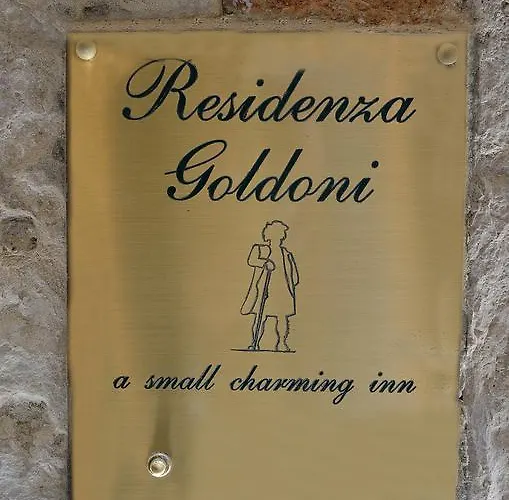 Residenza
Goldoni
a small charming inn